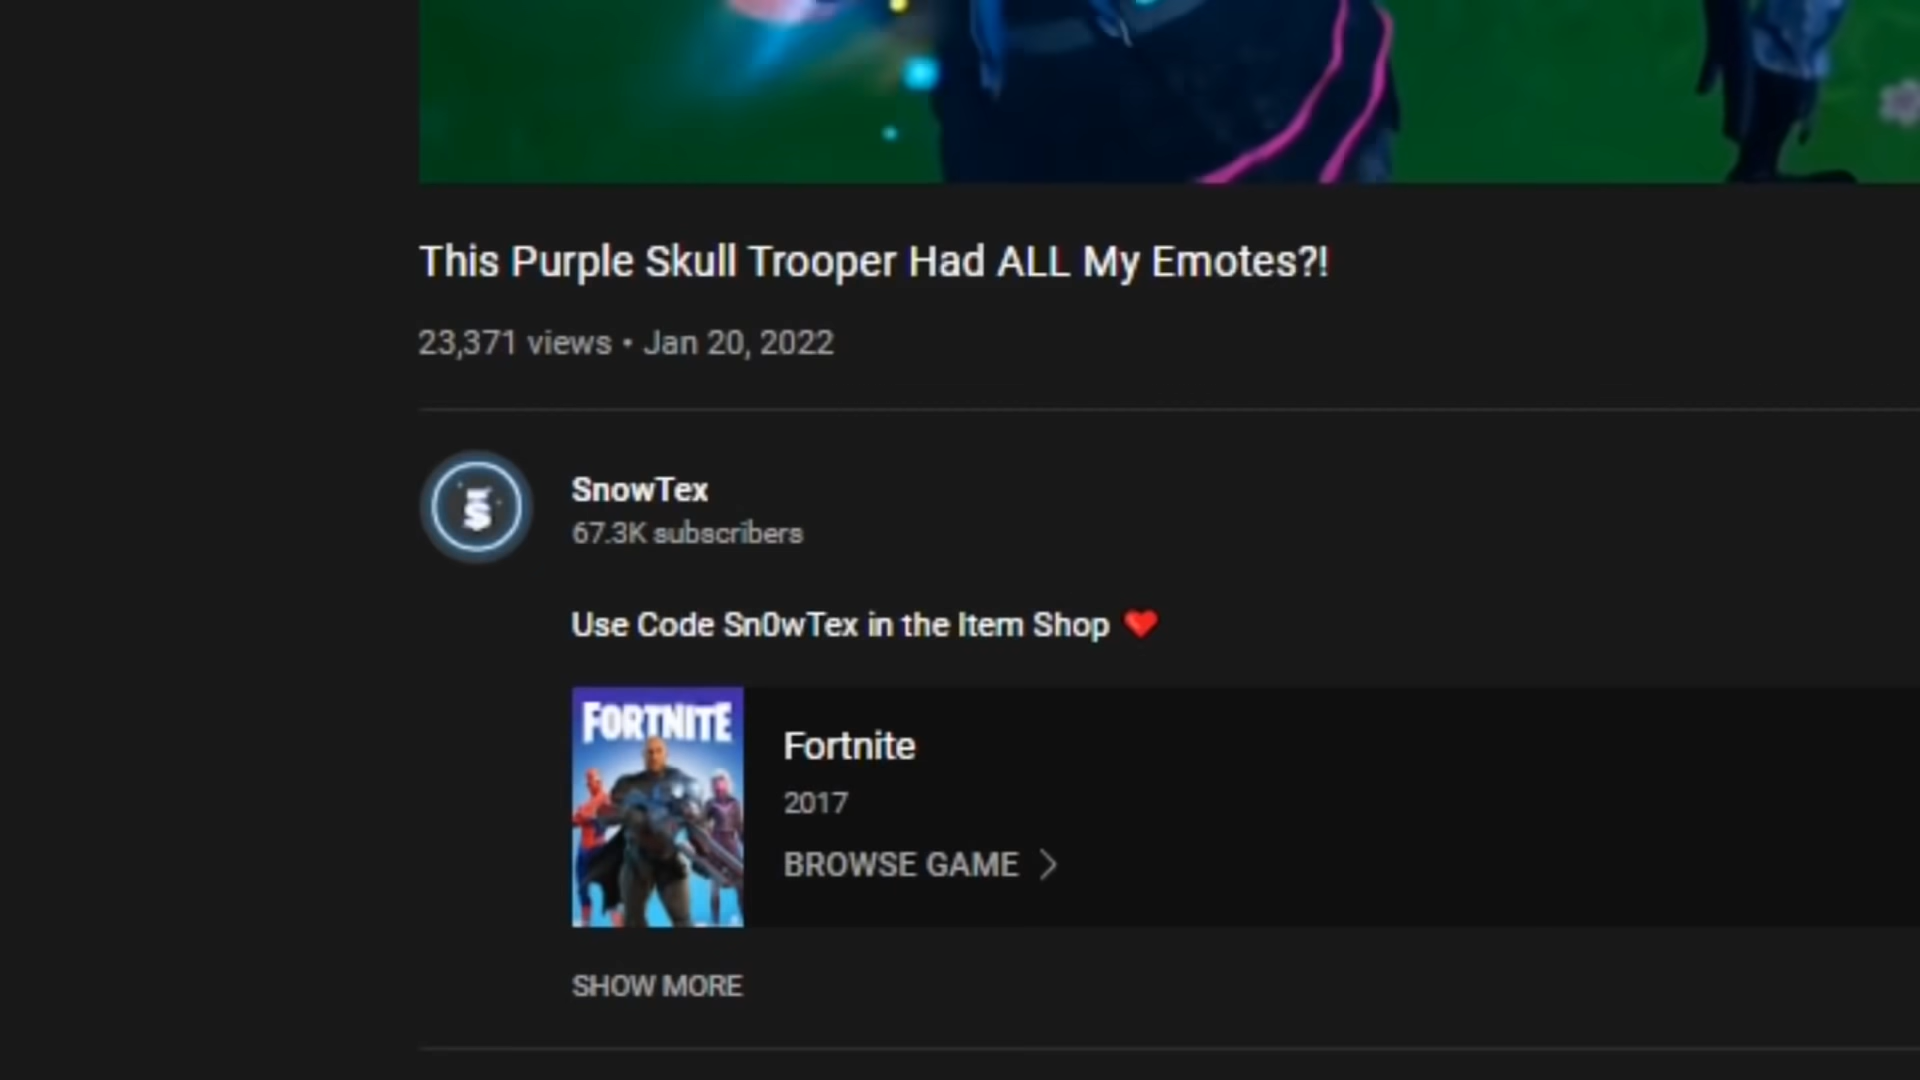 This Purple Skull Trooper Had ALL My Emotes?!
23,371 views • Jan 20, 2022
SnowTex
67.3K subscribers
Use Code Sn0wTex in the Item Shop ❤️
FORTNITE
Fortnite
2017
BROWSE GAME
SHOW MORE